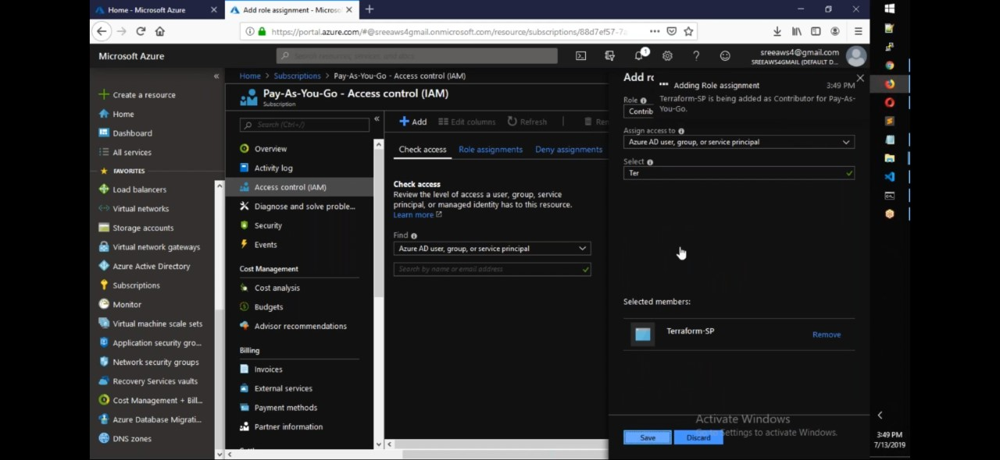 Home - Microsoft Azure
Add role assignment - Microso
https://portal.azure.com/#@sreeaws4gmail.onmicrosoft.com/resource/subscriptions/88d7ef57-7a
Microsoft Azure
Search resources, services, and docs
1
sreeaws4@gmail.com
SREEAWS4GMAIL (DEFAULT D...
Create a resource
Home
Dashboard
All services
FAVORITES
Load balancers
Virtual networks
Storage accounts
Virtual network gateways
Azure Active Directory
Subscriptions
Monitor
Virtual machine scale sets
Application security gro...
Network security groups
Recovery Services vaults
Cost Management + Bill...
Azure Database Migrati...
DNS zones
Home > Subscriptions > Pay-As-You-Go - Access control (IAM)
Pay-As-You-Go - Access control (IAM)
Subscription
Search (Ctrl+/)
Overview
Activity log
Access control (IAM)
Diagnose and solve proble...
Security
Events
Cost Management
Cost analysis
Budgets
Advisor recommendations
Billing
Invoices
External services
Payment methods
Partner information
Add Edit columns Refresh Ren
Check access Role assignments Deny assignments
Check access
Review the level of access a user, group, service
principal, or managed identity has to this resource.
Learn more
Find
Azure AD user, group, or service principal
Search by name or email address
Add ro
Adding Role assignment 3:49 PM
Terraform-SP is being added as Contributor for Pay-As-
You-Go.
Role
Contrib
Assign access to
Azure AD user, group, or service principal
Select
Ter
Selected members:
Terraform-SP Remove
Activate Windows
Settings to activate Windows.
Save Discard
3:49 PM
7/13/2019